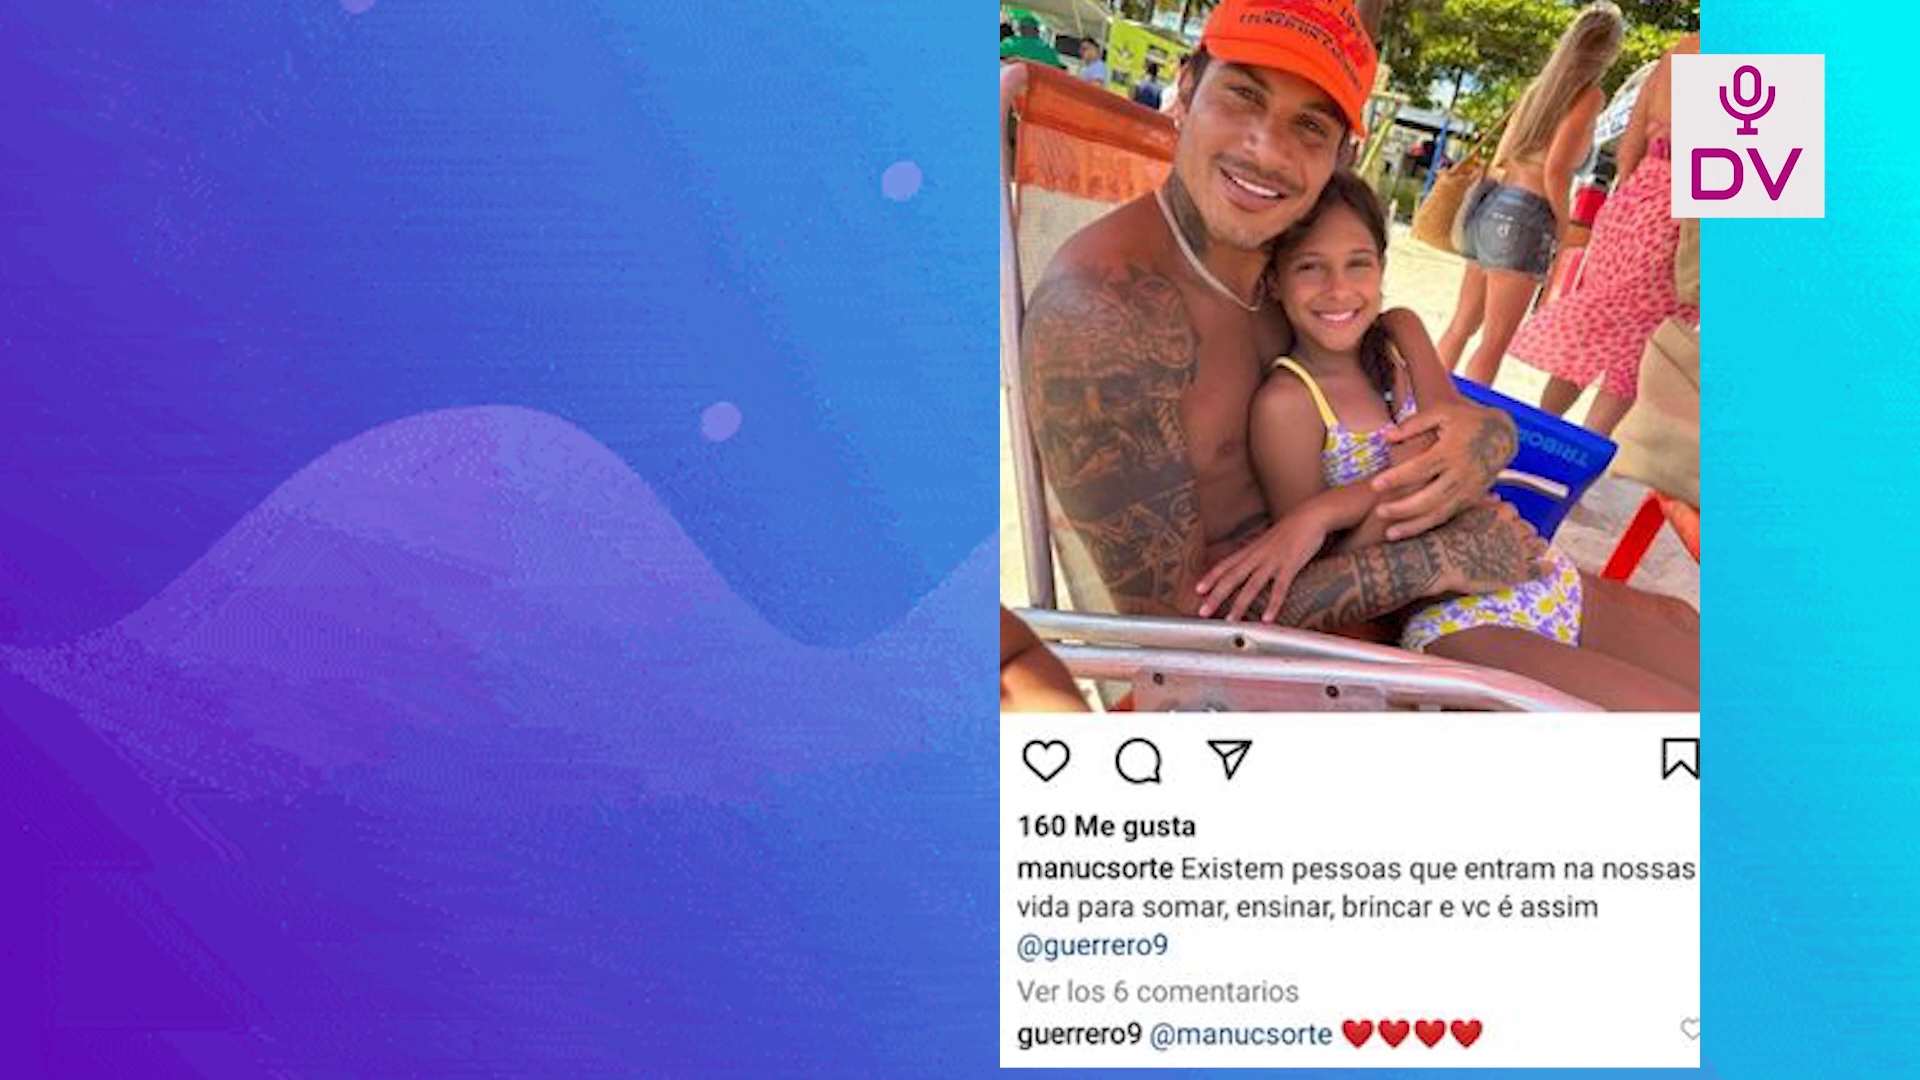 DV
160 Me gusta
manucsorte Existem pessoas que entram na nossas
vida para somar, ensinar, brincar e vc é assim
@guerrero9
Ver los 6 comentarios
guerrero9 @manucsorte ❤️❤️❤️❤️